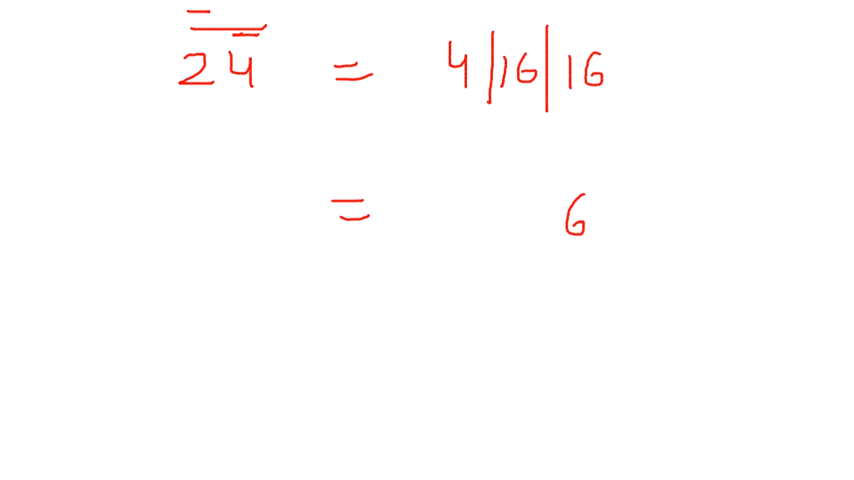 24 = 4|16|16
= 6